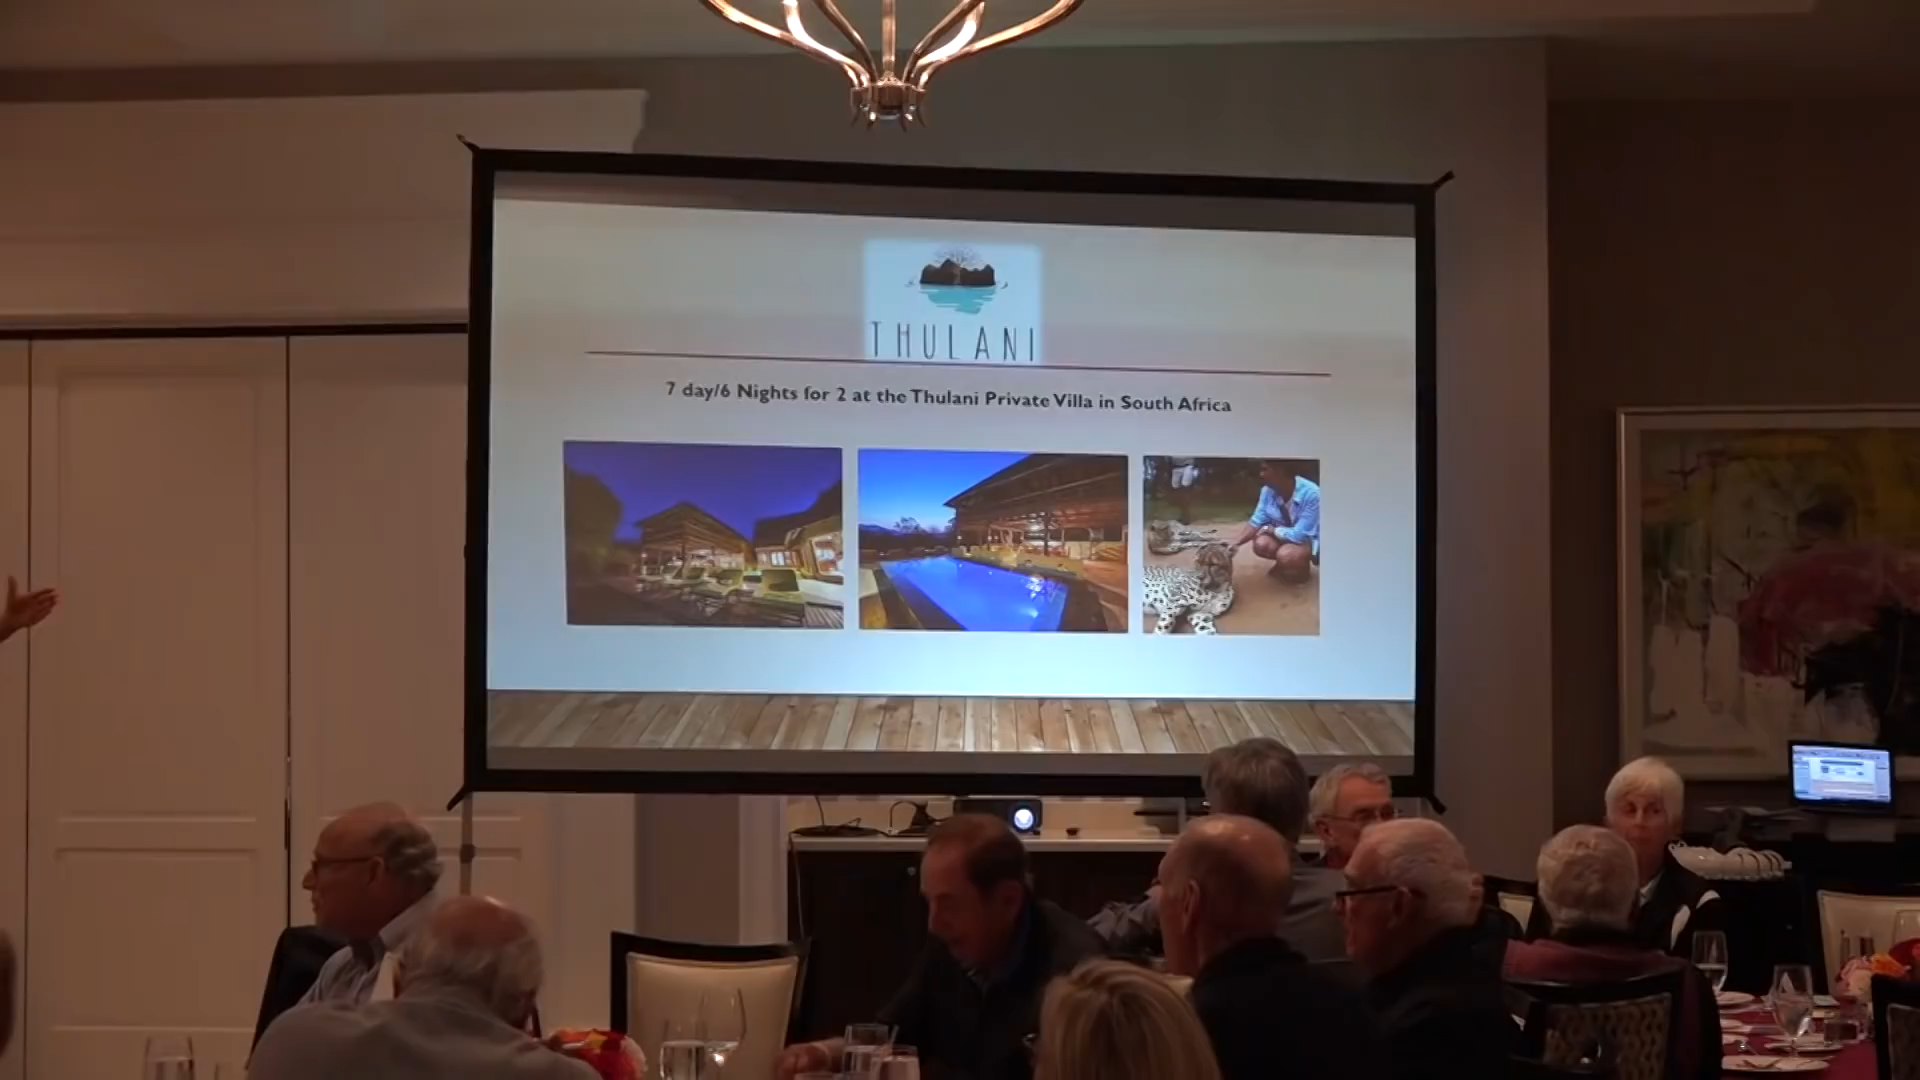 THULANI
7 day/6 Nights for 2 at the Thulani Private Villa in South Africa